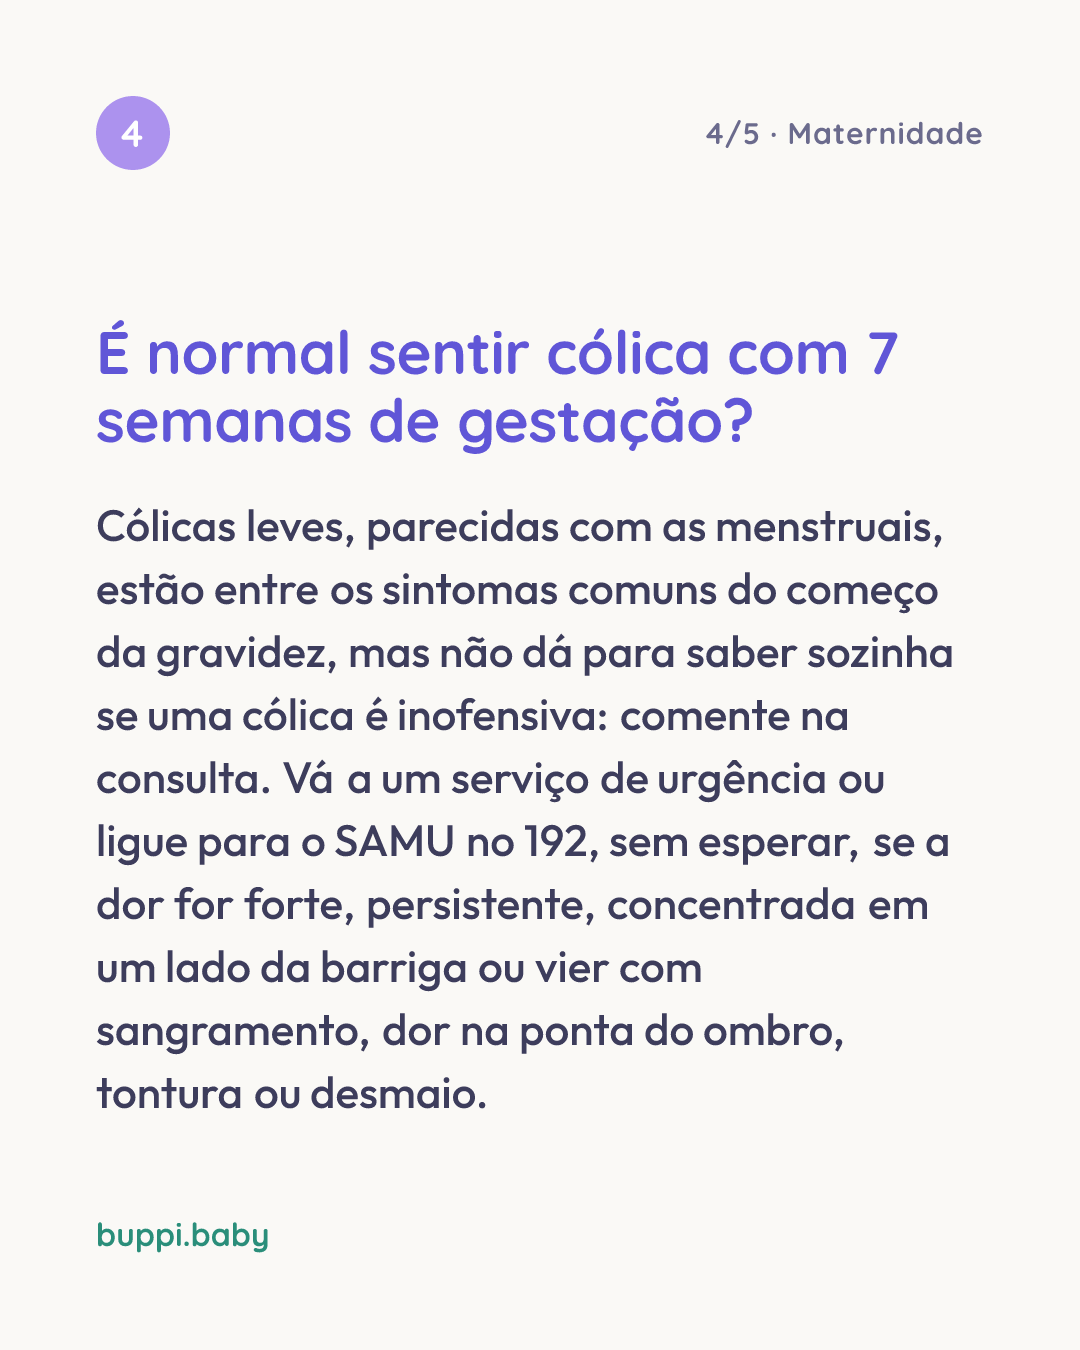 4
4/5 · Maternidade
É normal sentir cólica com 7
semanas de gestação?
Cólicas leves, parecidas com as menstruais,
estão entre os sintomas comuns do começo
da gravidez, mas não dá para saber sozinha
se uma cólica é inofensiva: comente na
consulta. Vá a um serviço de urgência ou
ligue para o SAMU no 192, sem esperar, se a
dor for forte, persistente, concentrada em
um lado da barriga ou vier com
sangramento, dor na ponta do ombro,
tontura ou desmaio.
buppi.baby